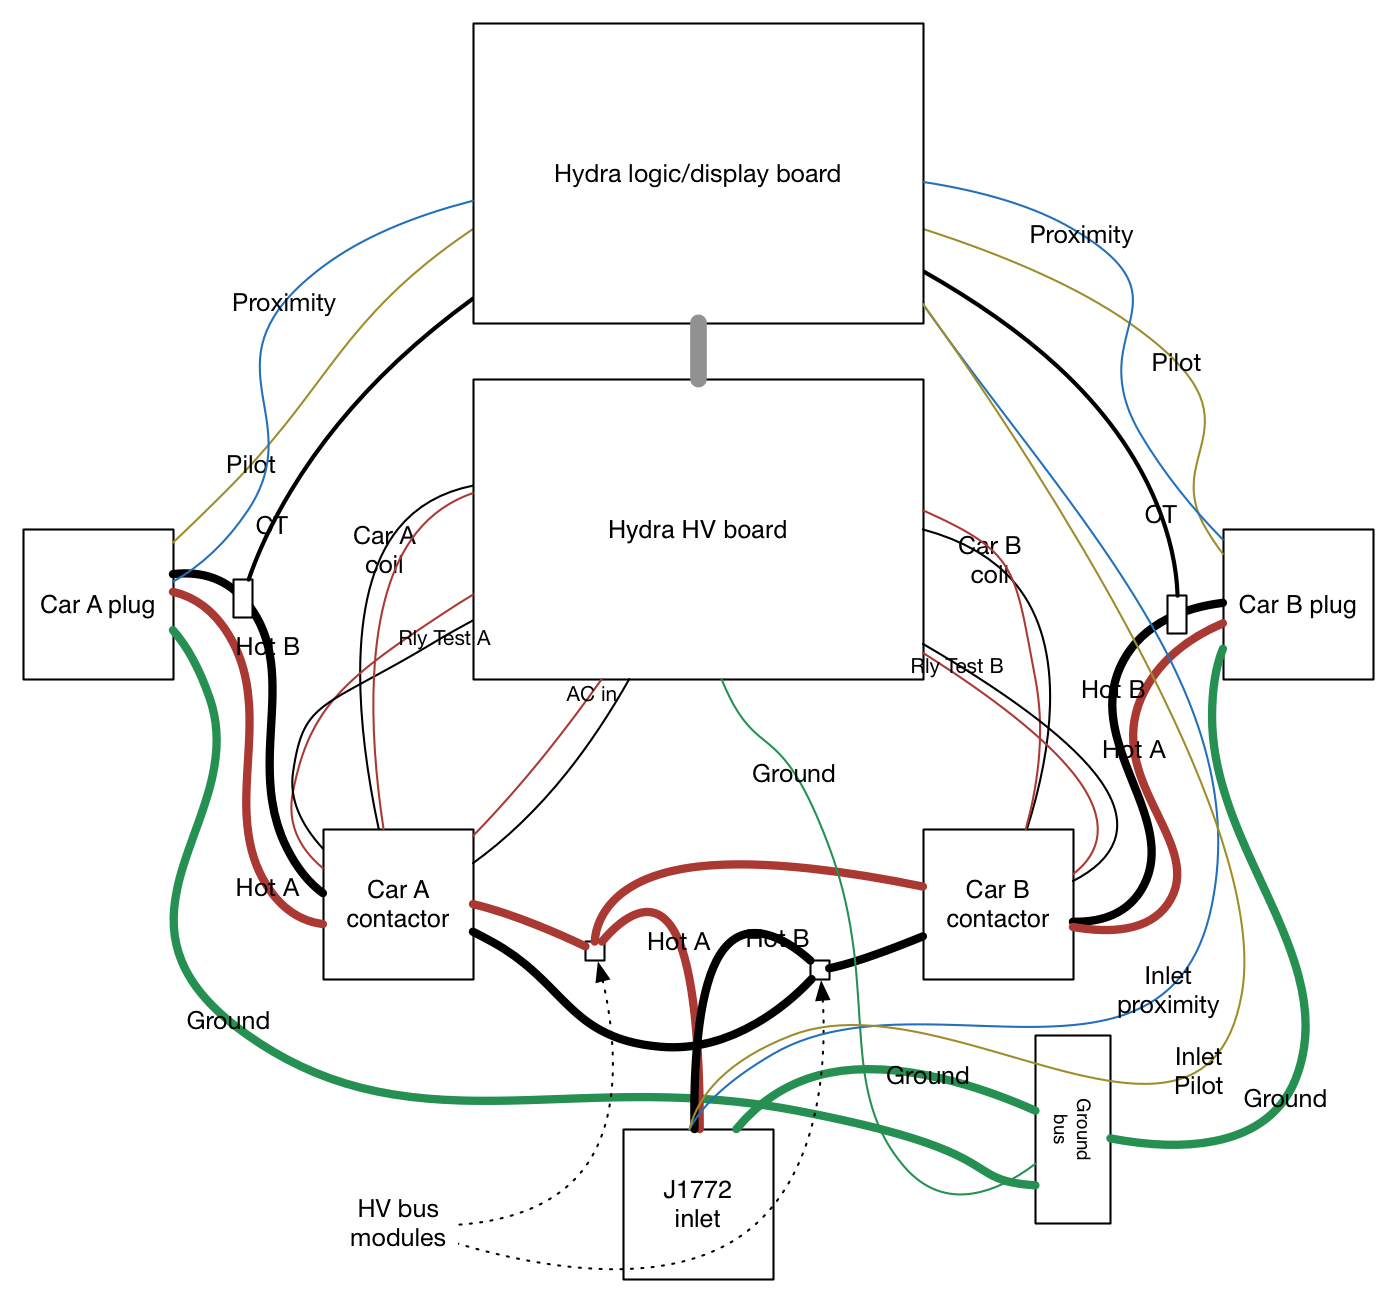 Hydra logic/display board
Proximity
Proximity
Pilot
Pilot
CT
CT
Car A
coil
Hydra HV board
Car B
coil
Car A plug
Car B plug
Hot B
Rly Test A
Rly Test B
AC in
Hot B
Hot A
Ground
Hot A
Car A
contactor
Car B
contactor
Hot A
Hot B
Inlet
proximity
Ground
Inlet
Pilot
Ground
Ground
Ground
bus
J1772
inlet
HV bus
modules